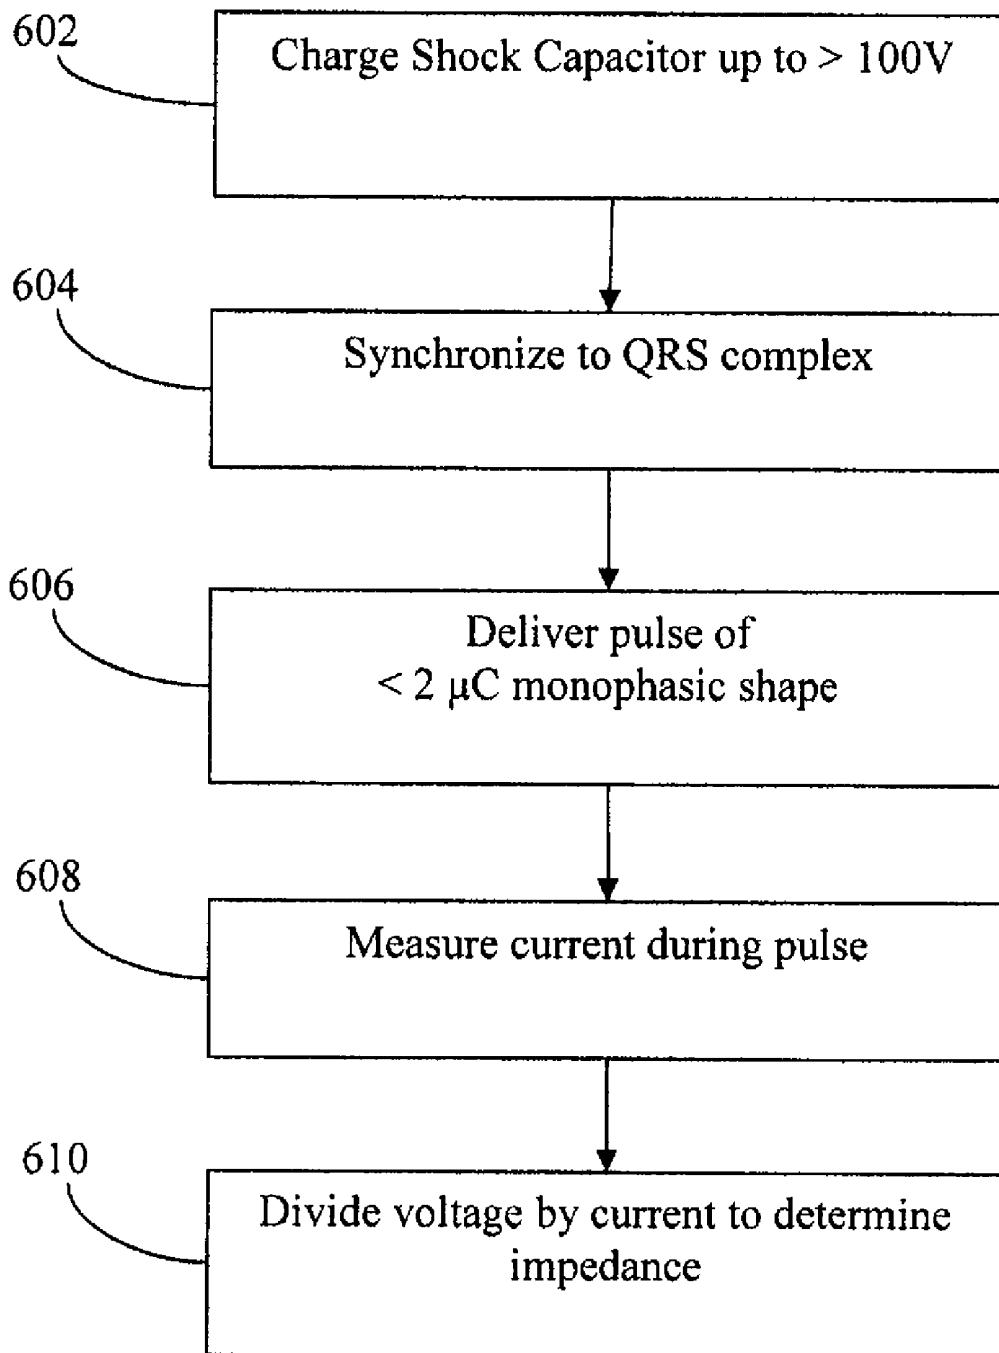 602
Charge Shock Capacitor up to > 100V
604
Synchronize to QRS complex
606
Deliver pulse of
< 2 μC monophasic shape
608
Measure current during pulse
610
Divide voltage by current to determine
impedance